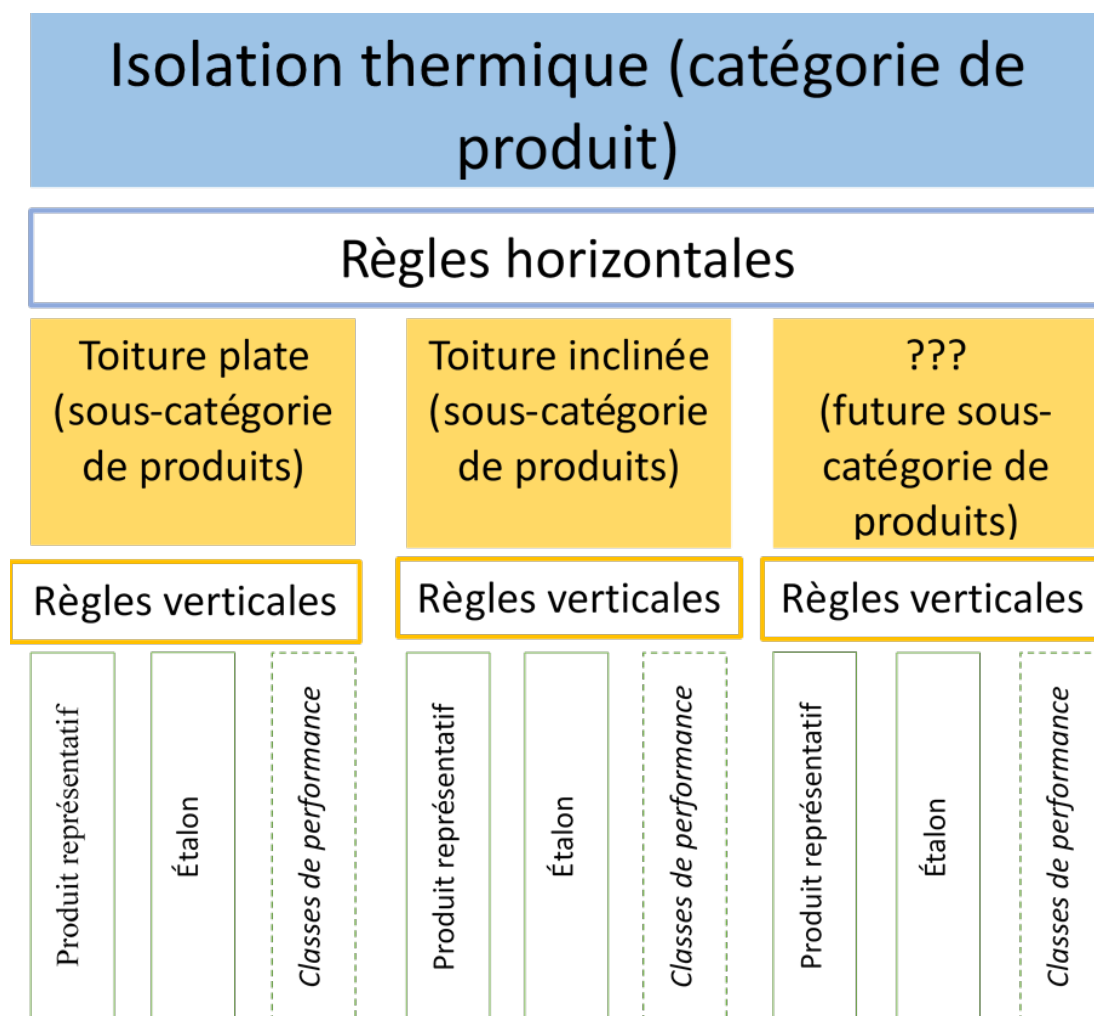 Isolation thermique (catégorie de
produit)
Règles horizontales
Toiture plate
(sous-catégorie
de produits)
Toiture inclinée
(sous-catégorie
de produits)
???
(future sous-
catégorie de
produits)
Règles verticales
Règles verticales
Règles verticales
Produit représentatif
Étalon
Classes de performance
Produit représentatif
Étalon
Classes de performance
Produit représentatif
Étalon
Classes de performance